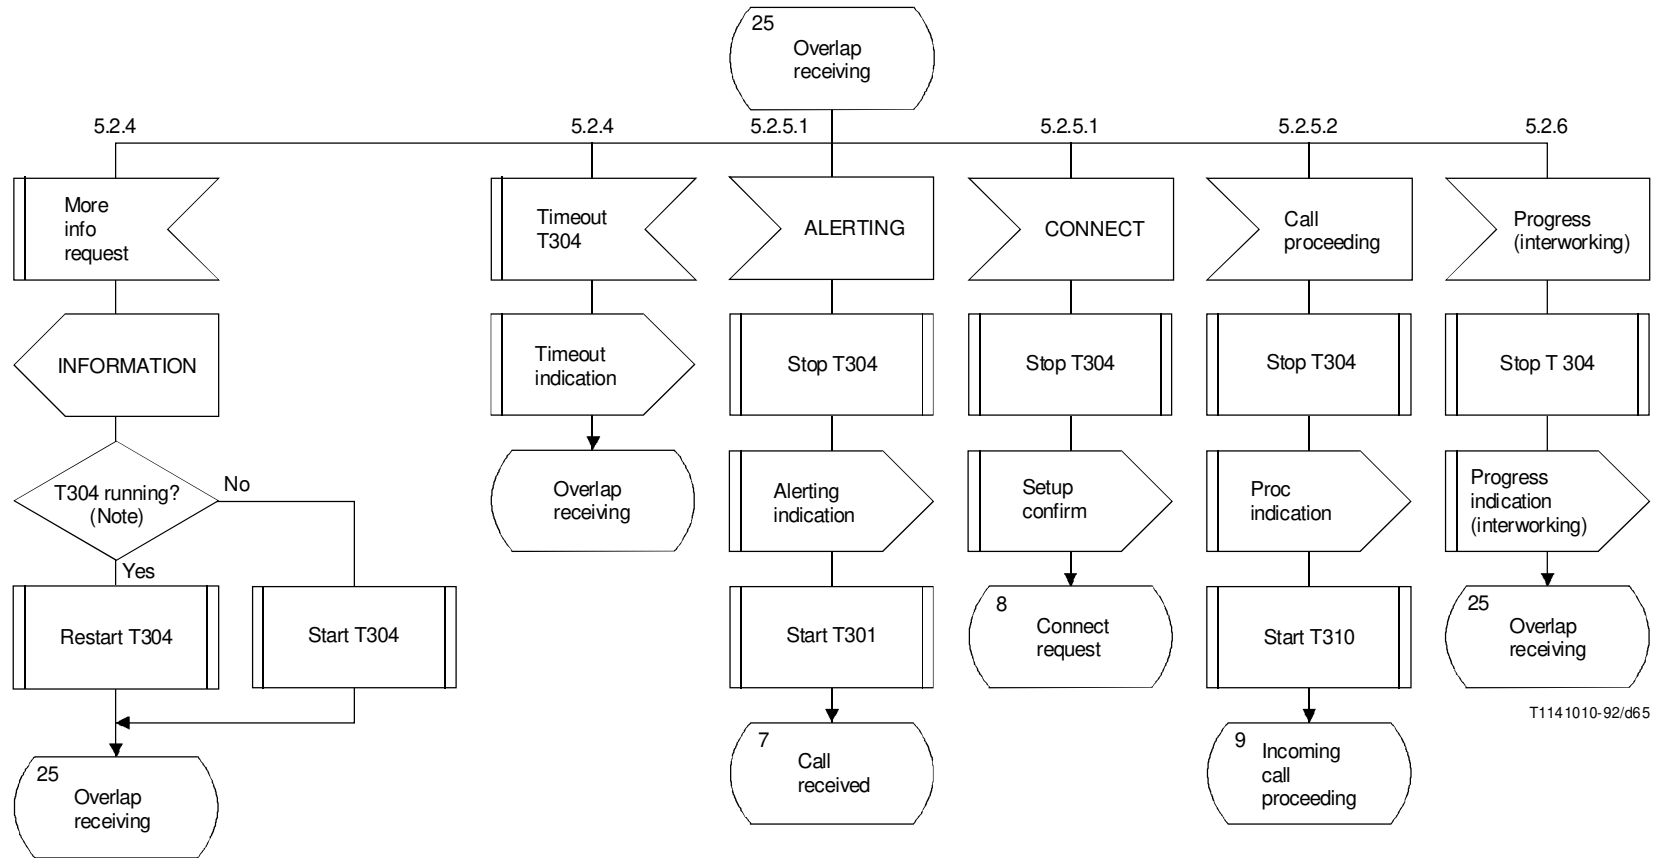 25
Overlap
receiving
5.2.4
5.2.4
5.2.5.1
5.2.5.1
5.2.5.2
5.2.6
More
info
request
Timeout
T304
ALERTING
CONNECT
Call
proceeding
Progress
(interworking)
INFORMATION
Timeout
indication
Stop T304
Stop T304
Stop T304
Stop T 304
T304 running?
(Note)
No
Yes
Overlap
receiving
Alerting
indication
Setup
confirm
Proc
indication
Progress
indication
(interworking)
Restart T304
Start T304
Start T301
8
Connect
request
Start T310
25
Overlap
receiving
T1141010-92/d65
25
Overlap
receiving
7
Call
received
9
Incoming
call
proceeding